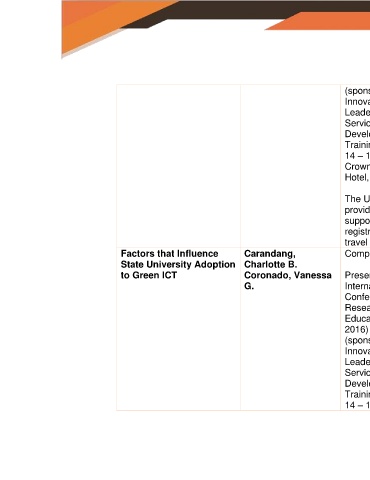 (spons
Innova
Leade
Servic
Develo
Trainin
14 – 1
Crown
Hotel,
The U
provid
suppo
registr
travel
Factors that Influence
State University Adoption
to Green ICT
Carandang,
Charlotte B.
Coronado, Vanessa
G.
Comp
Presen
Interna
Confe
Resea
Educa
2016)
(spons
Innova
Leade
Servic
Develo
Trainin
14 – 1